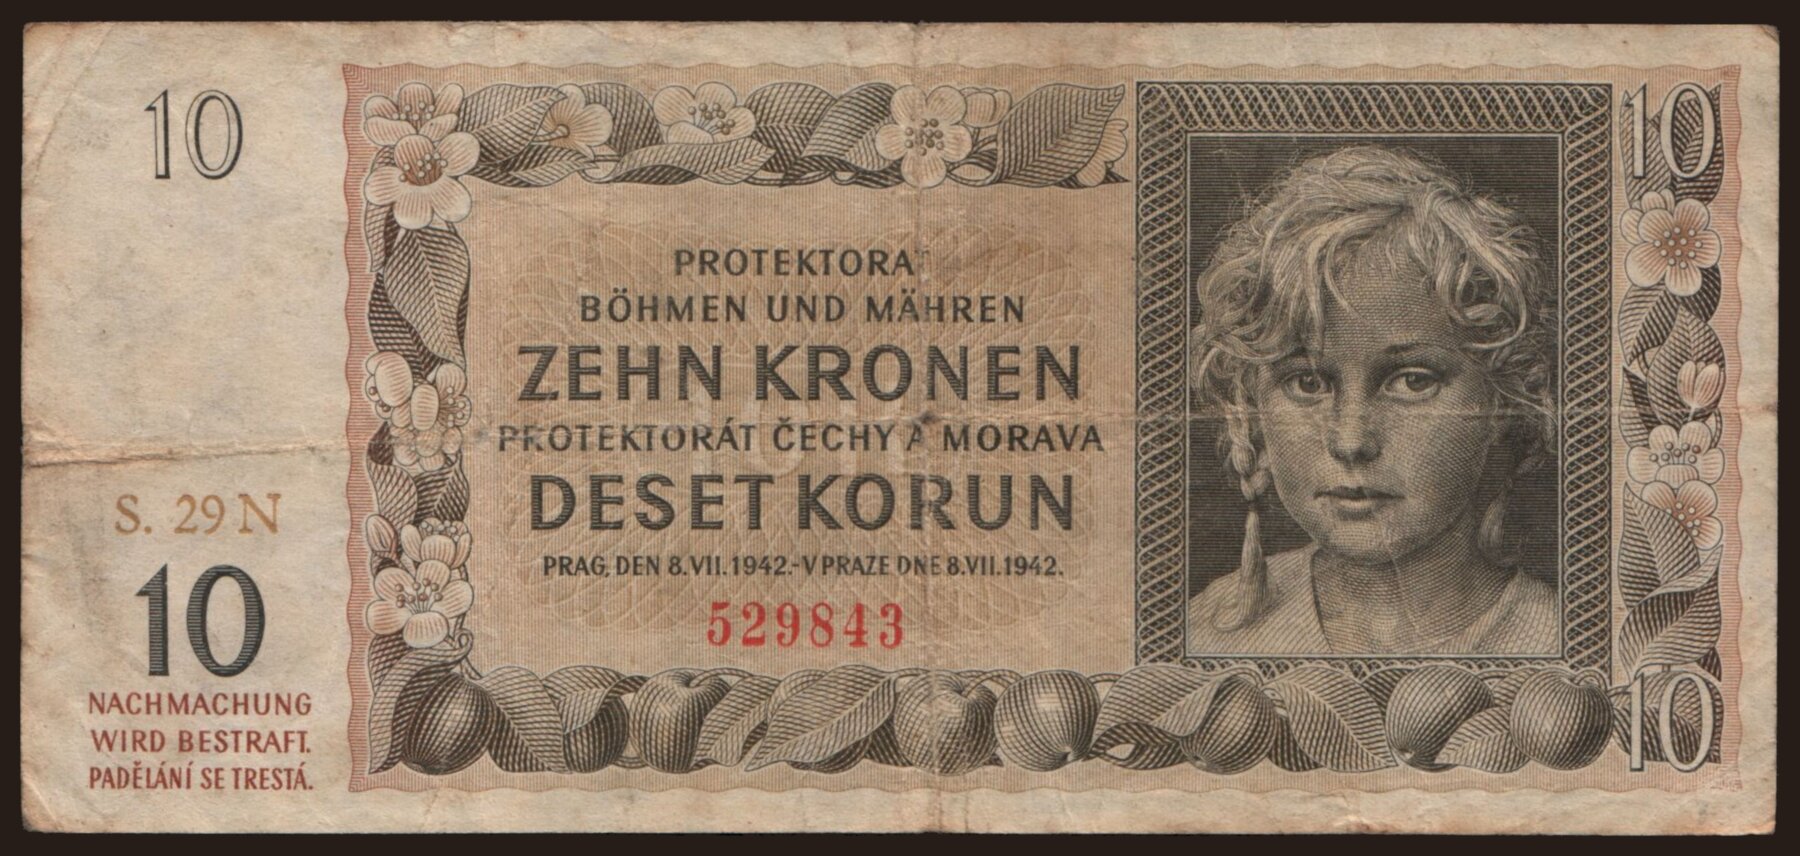 10
10
PROTEKTORAT
BÖHMEN UND MÄHREN
ZEHN KRONEN
PROTEKTORÁT ČECHY A MORAVA
DESET KORUN
PRAG, DEN 8.VII.1942.-V PRAZE DNE 8.VII.1942.
529843
S. 29 N
10
NACHMACHUNG
WIRD BESTRAFT.
PADĚLÁNÍ SE TRESTÁ.
10